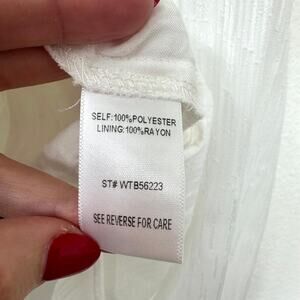 SELF:100%POLYESTER
LINING:100%RAYON
ST# WTB56223
SEE REVERSE FOR CARE